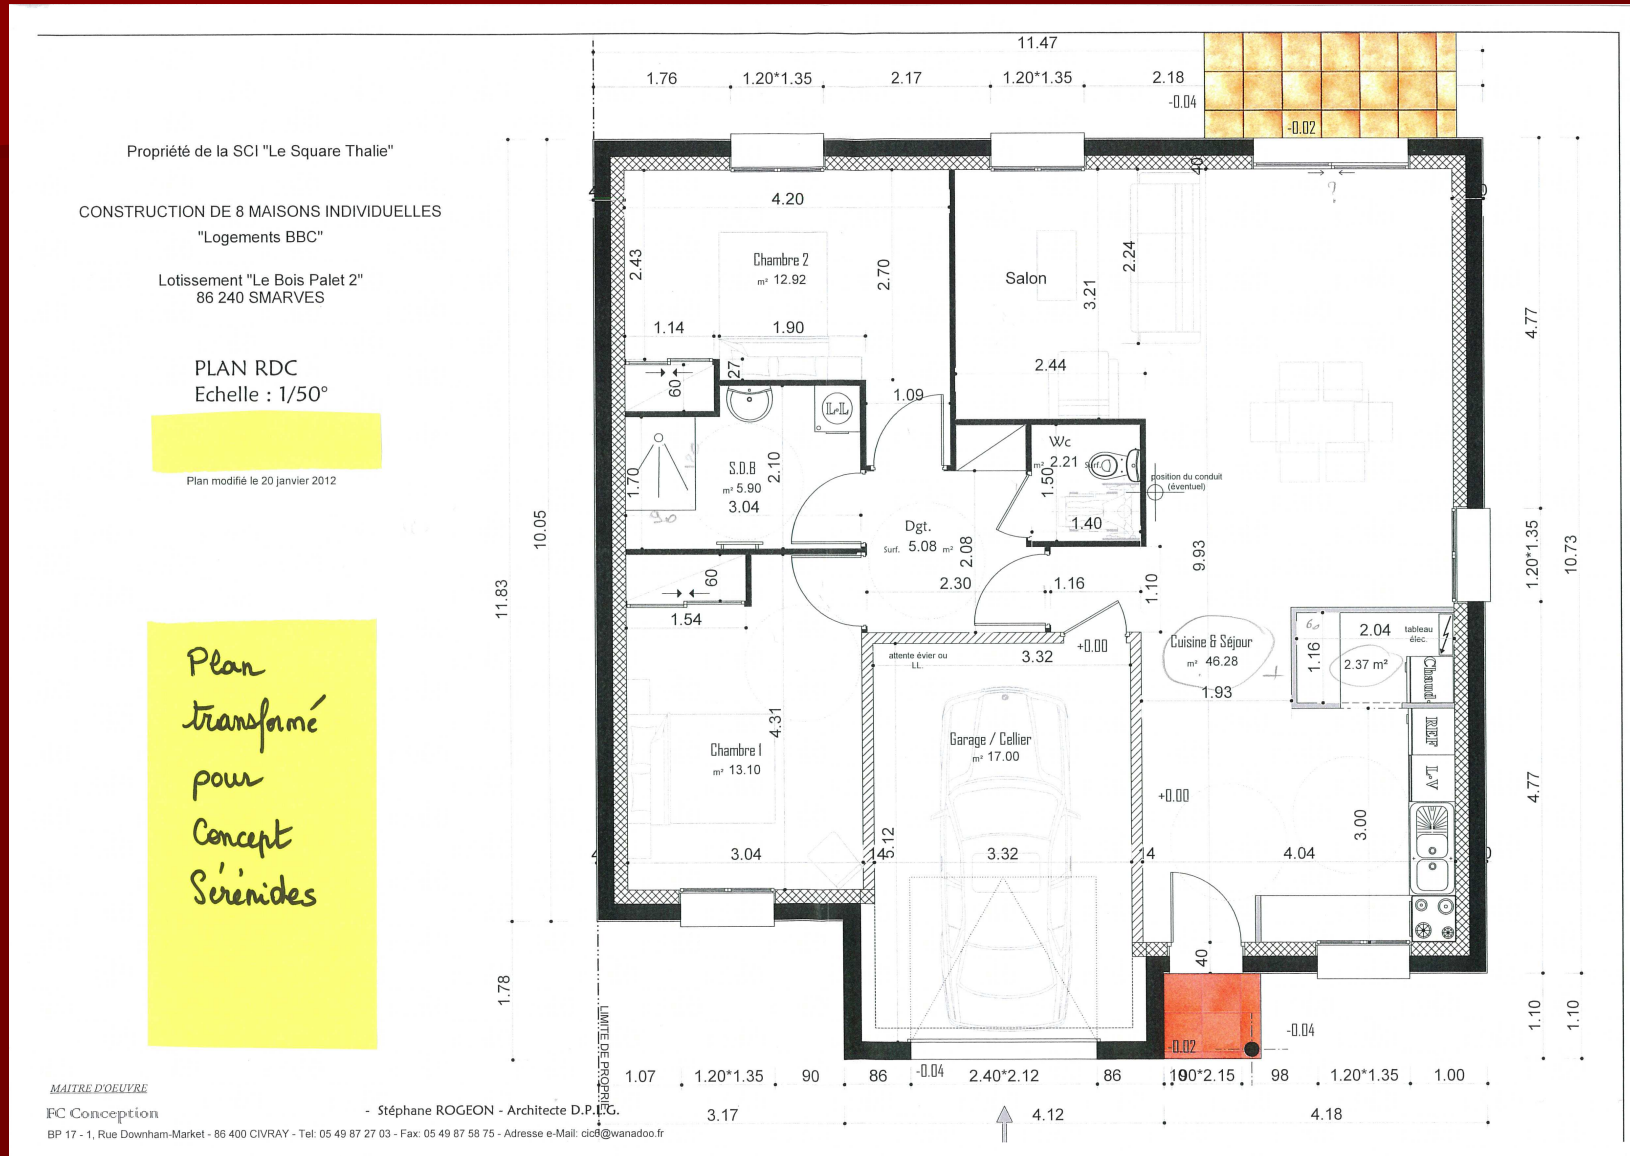 11.47
1.76
1.20*1.35
2.17
1.20*1.35
2.18
-0.04
-0.02
Propriété de la SCI "Le Square Thalie"
CONSTRUCTION DE 8 MAISONS INDIVIDUELLES
"Logements BBC"
Lotissement "Le Bois Palet 2"
86 240 SMARVES
PLAN RDC
Echelle : 1/50°
Plan modifié le 20 janvier 2012
Plan
transformé
pour
Concept
Sérénides
40
?
4.20
2.43
Chambre 2
m² 12.92
2.70
Salon
2.24
3.21
4.77
1.14
1.90
27
60
2.44
1.09
L-L
Wc
m² 2.21 Surf.
1.50
1.40
position du conduit
(éventuel)
1.70
S.D.B
m² 5.90
3.04
2.10
90
10.05
11.83
Dgt.
Surf. 5.08 m²
2.08
2.30
1.16
1.10
9.93
1.20*1.35
10.73
60
1.54
attente évier ou
LL.
3.32
+0.00
Cuisine & Séjour
m² 46.28
1.93
60
1.16
2.04
tableau
élec.
2.37 m²
Chaud.
REF
L-V
4.31
Chambre 1
m² 13.10
Garage / Cellier
m² 17.00
+0.00
3.00
4.77
5.12
3.04
14
3.32
14
4.04
40
1.78
LIMITE DE PROPRIE
-0.02
-0.04
1.10
1.10
1.07
1.20*1.35
90
86
-0.04
2.40*2.12
86
10
90*2.15
98
1.20*1.35
1.00
3.17
4.12
4.18
MAITRE D'OEUVRE
FC Conception
- Stéphane ROGEON - Architecte D.P.L.G.
BP 17 - 1, Rue Downham-Market - 86 400 CIVRAY - Tel: 05 49 87 27 03 - Fax: 05 49 87 58 75 - Adresse e-Mail: cicf@wanadoo.fr